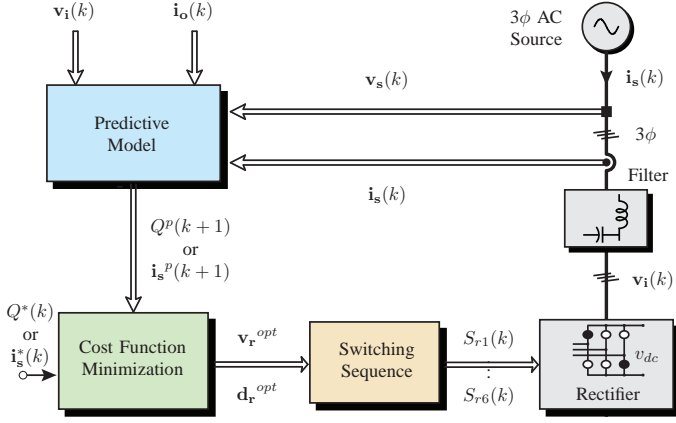 v_i(k)
i_o(k)
3ϕ AC
Source
v_s(k)
i_s(k)
Predictive
Model
3ϕ
i_s(k)
Filter
Q^p(k+1)
or
i_s^p(k+1)
v_i(k)
Q*(k)
or
i_s^*(k)
Cost Function
Minimization
v_r^opt
d_r^opt
Switching
Sequence
S_r1(k)
⋮
S_r6(k)
v_dc
Rectifier